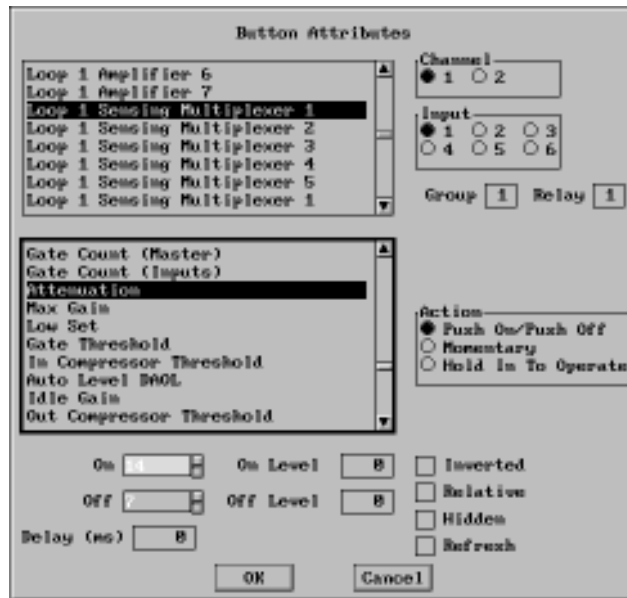 Button Attributes
Loop 1 Amplifier 6
Loop 1 Amplifier 7
Loop 1 Sensing Multiplexer 1
Loop 1 Sensing Multiplexer 2
Loop 1 Sensing Multiplexer 3
Loop 1 Sensing Multiplexer 4
Loop 1 Sensing Multiplexer 5
Loop 1 Sensing Multiplexer 1
Channel
1 2
Input
1 2 3
4 5 6
Group 1 Relay 1
Gate Count (Master)
Gate Count (Inputs)
Attenuation
Max Gain
Low Set
Gate Threshold
In Compressor Threshold
Auto Level DAOL
Idle Gain
Out Compressor Threshold
Action
Push On/Push Off
Momentary
Hold In To Operate
On 14 On Level 0
Off 7 Off Level 0
Delay (ms) 0
Inverted
Relative
Hidden
Refresh
OK Cancel